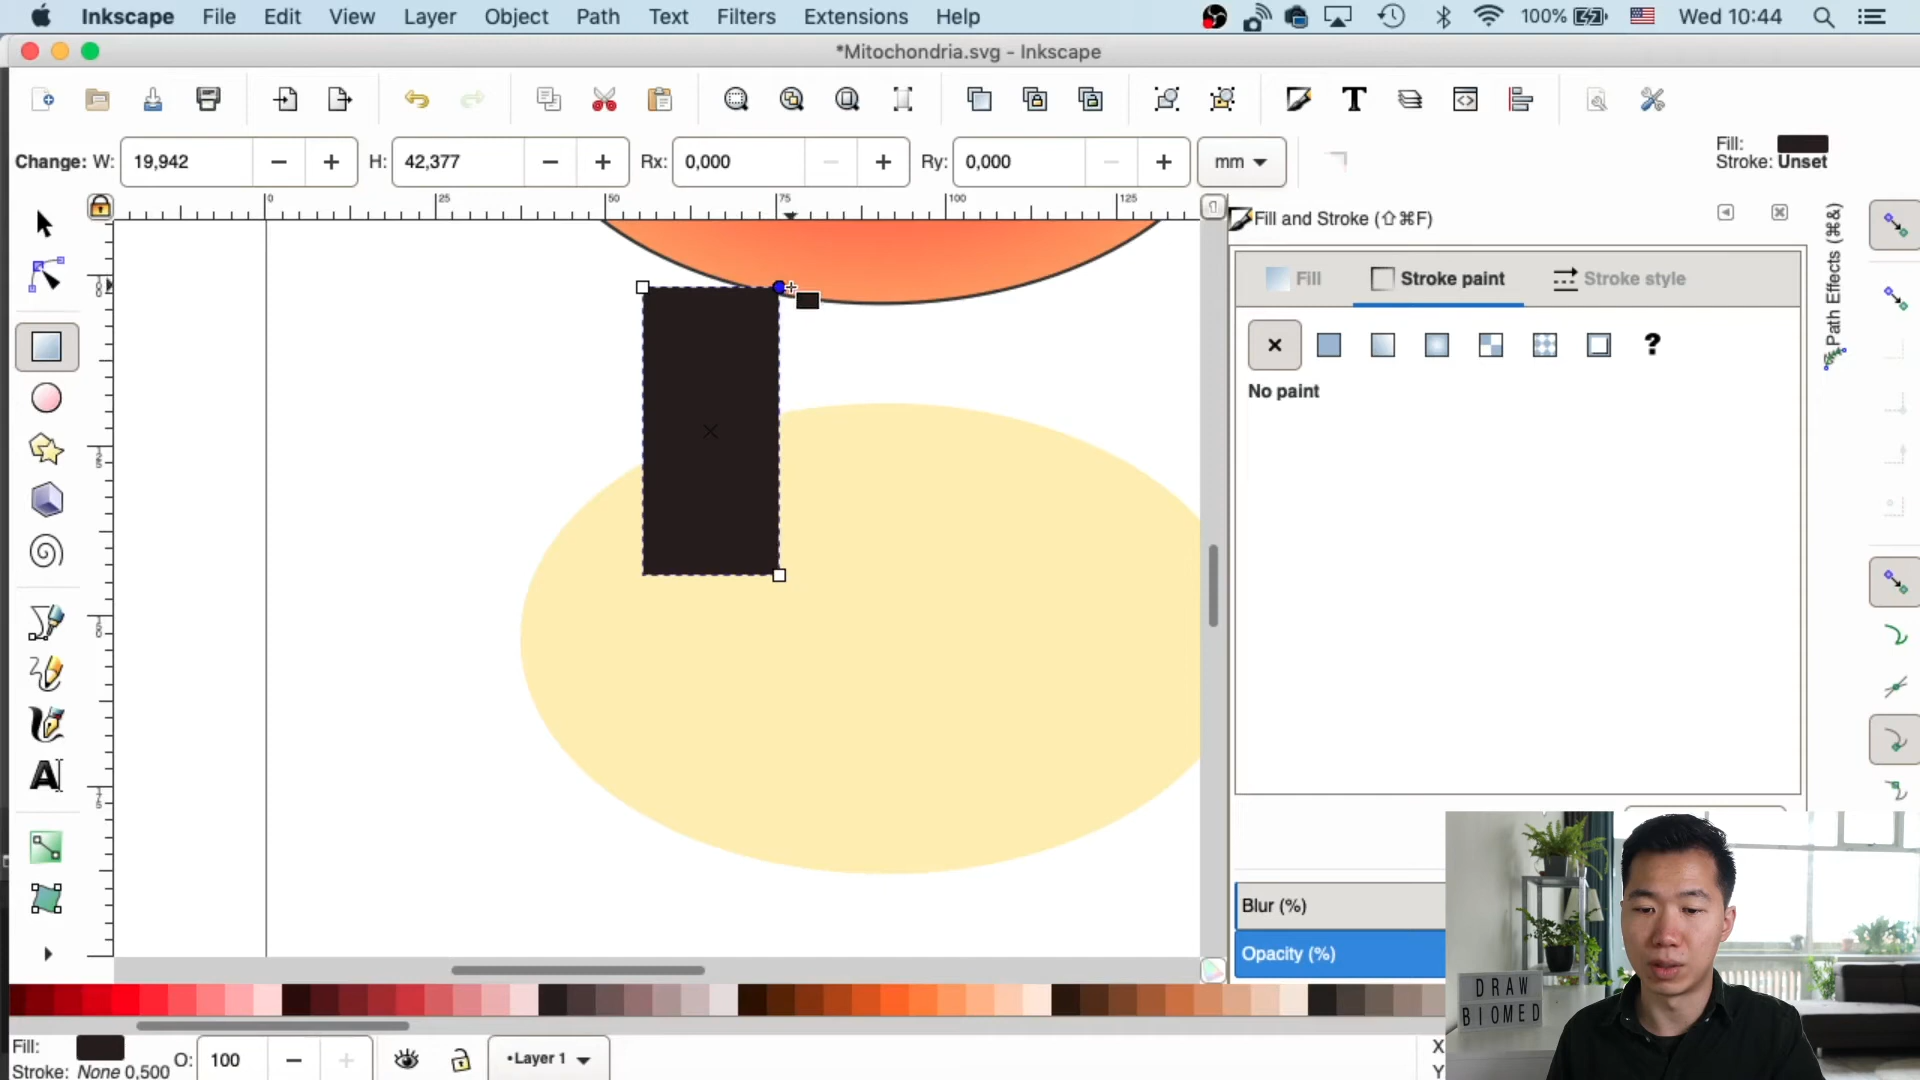 Inkscape File Edit View Layer Object Path Text Filters Extensions Help 100% Wed 10:44
*Mitochondria.svg - Inkscape
Change: W: 19,942 H: 42,377 Rx: 0,000 Ry: 0,000 mm
Fill:
Stroke: Unset
0 25 50 75 100 125
Fill and Stroke (⇧⌘F)
Path Effects (⌘&)
Fill Stroke paint Stroke style
No paint
Blur (%)
Opacity (%)
DRAW
BIOMED
Fill:
O: 100
•Layer 1
Stroke: None 0,500
X
Y